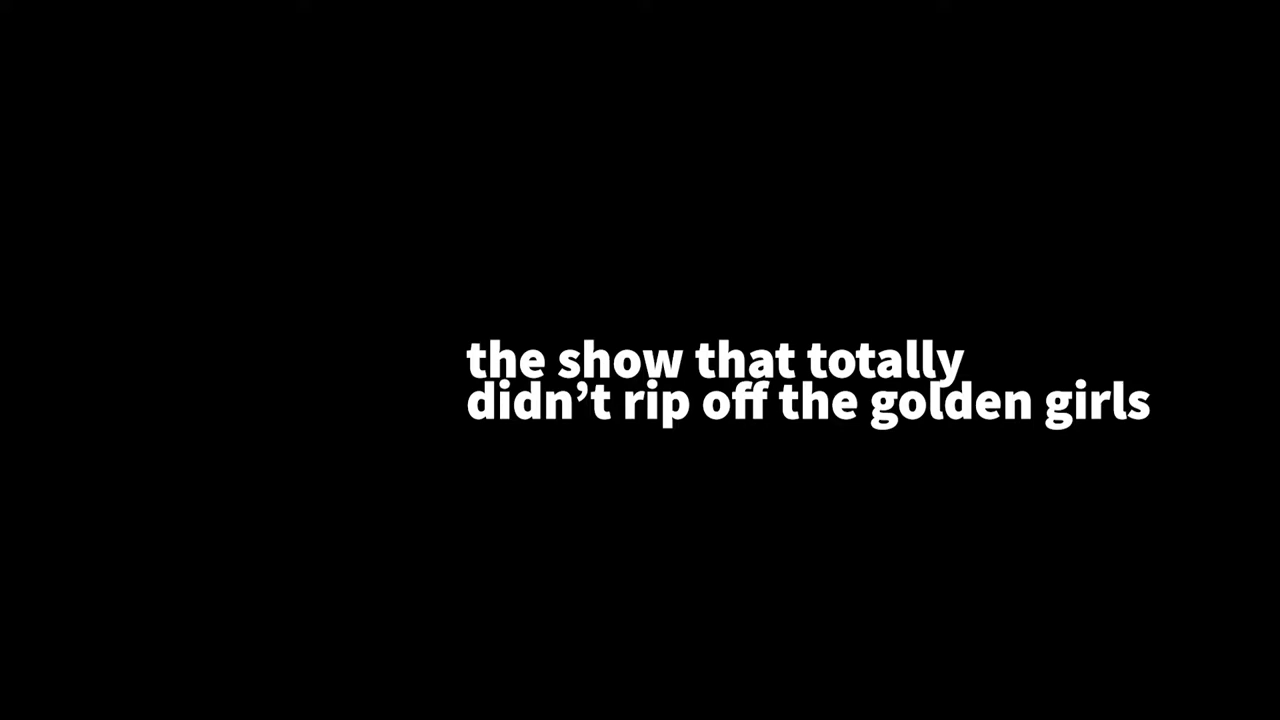 the show that totally
didn’t rip off the golden girls